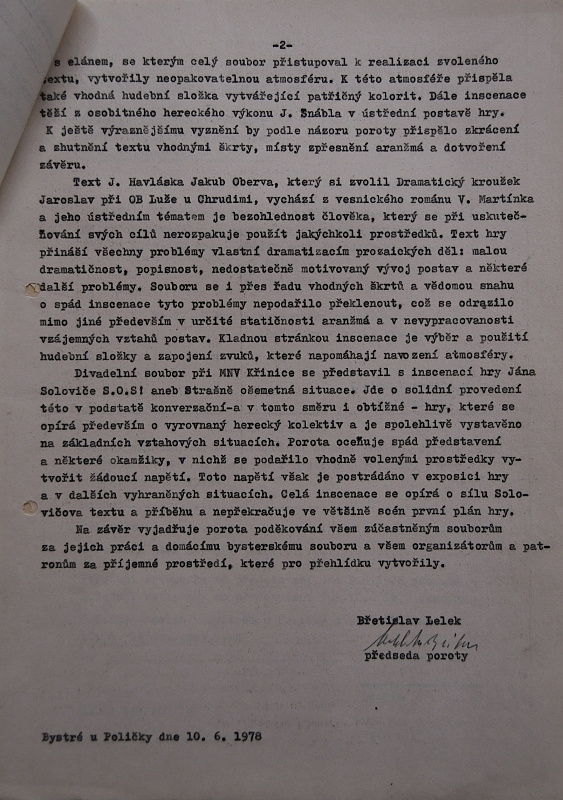 -2-
s elánem, se kterým celý soubor přistupoval k realizaci zvoleného
textu, vytvořily neopakovatelnou atmosféru. K této atmosféře přispěla
také vhodná hudební složka vytvářející patřičný kolorit. Dále inscenace
těží z osobitného hereckého výkonu J. Šnábla v ústřední postavě hry.
K ještě výraznějšímu vyznění by podle názoru poroty přispělo zkrácení
a zhutnění textu vhodnými škrty, místy zpřesnění aranžmá a dotvoření
závěru.
Text J. Havláska Jakub Oberva, který si zvolil Dramatický kroužek
Jaroslav při OB Luže u Chrudimi, vychází z vesnického románu V. Martínka
a jeho ústředním tématem je bezohlednost člověka, který se při uskuteč-
ňování svých cílů nerozpakuje použít jakýchkoli prostředků. Text hry
přináší všechny problémy vlastní dramatizacím prozaických děl: malou
dramatičnost, popisnost, nedostatečně motivovaný vývoj postav a některé
další problémy. Souboru se i přes řadu vhodných škrtů a vědomou snahu
o spád inscenace tyto problémy nepodařilo překlenout, což se odrazilo
mimo jiné především v určité statičnosti aranžmá a v nevypracovanosti
vzájemných vztahů postav. Kladnou stránkou inscenace je výběr a použití
hudební složky a zapojení zvuků, které napomáhají navození atmosféry.
Divadelní soubor při MNV Křinice se představil s inscenací hry Jána
Soloviče S.O.S! aneb Strašně ošemetná situace. Jde o solidní provedení
této v podstatě konverzační-a v tomto směru i obtížné - hry, které se
opírá především o vyrovnaný herecký kolektiv a je spolehlivě vystavěno
na základních vztahových situacích. Porota oceňuje spád představení
a některé okamžiky, v nichž se podařilo vhodně volenými prostředky vy-
tvořit žádoucí napětí. Toto napětí však je postrádáno v exposici hry
a v dalších vyhraněných situacích. Celá inscenace se opírá o sílu Solo-
vičova textu a příběhu a nepřekračuje ve většině scén první plán hry.
Na závěr vyjadřuje porota poděkování všem zúčastněným souborům
za jejich práci a domácímu bysterskému souboru a všem organizátorům a pat-
ronům za příjemné prostředí, které pro přehlídku vytvořily.
Břetislav Lelek
předseda poroty
Bystré u Poličky dne 10. 6. 1978